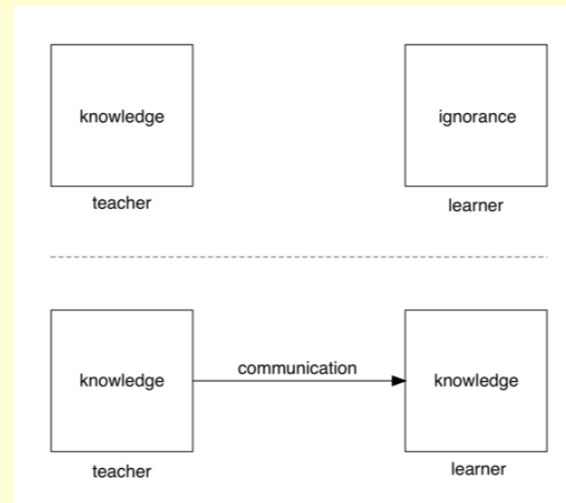 knowledge
ignorance
teacher
learner
communication
knowledge
knowledge
teacher
learner